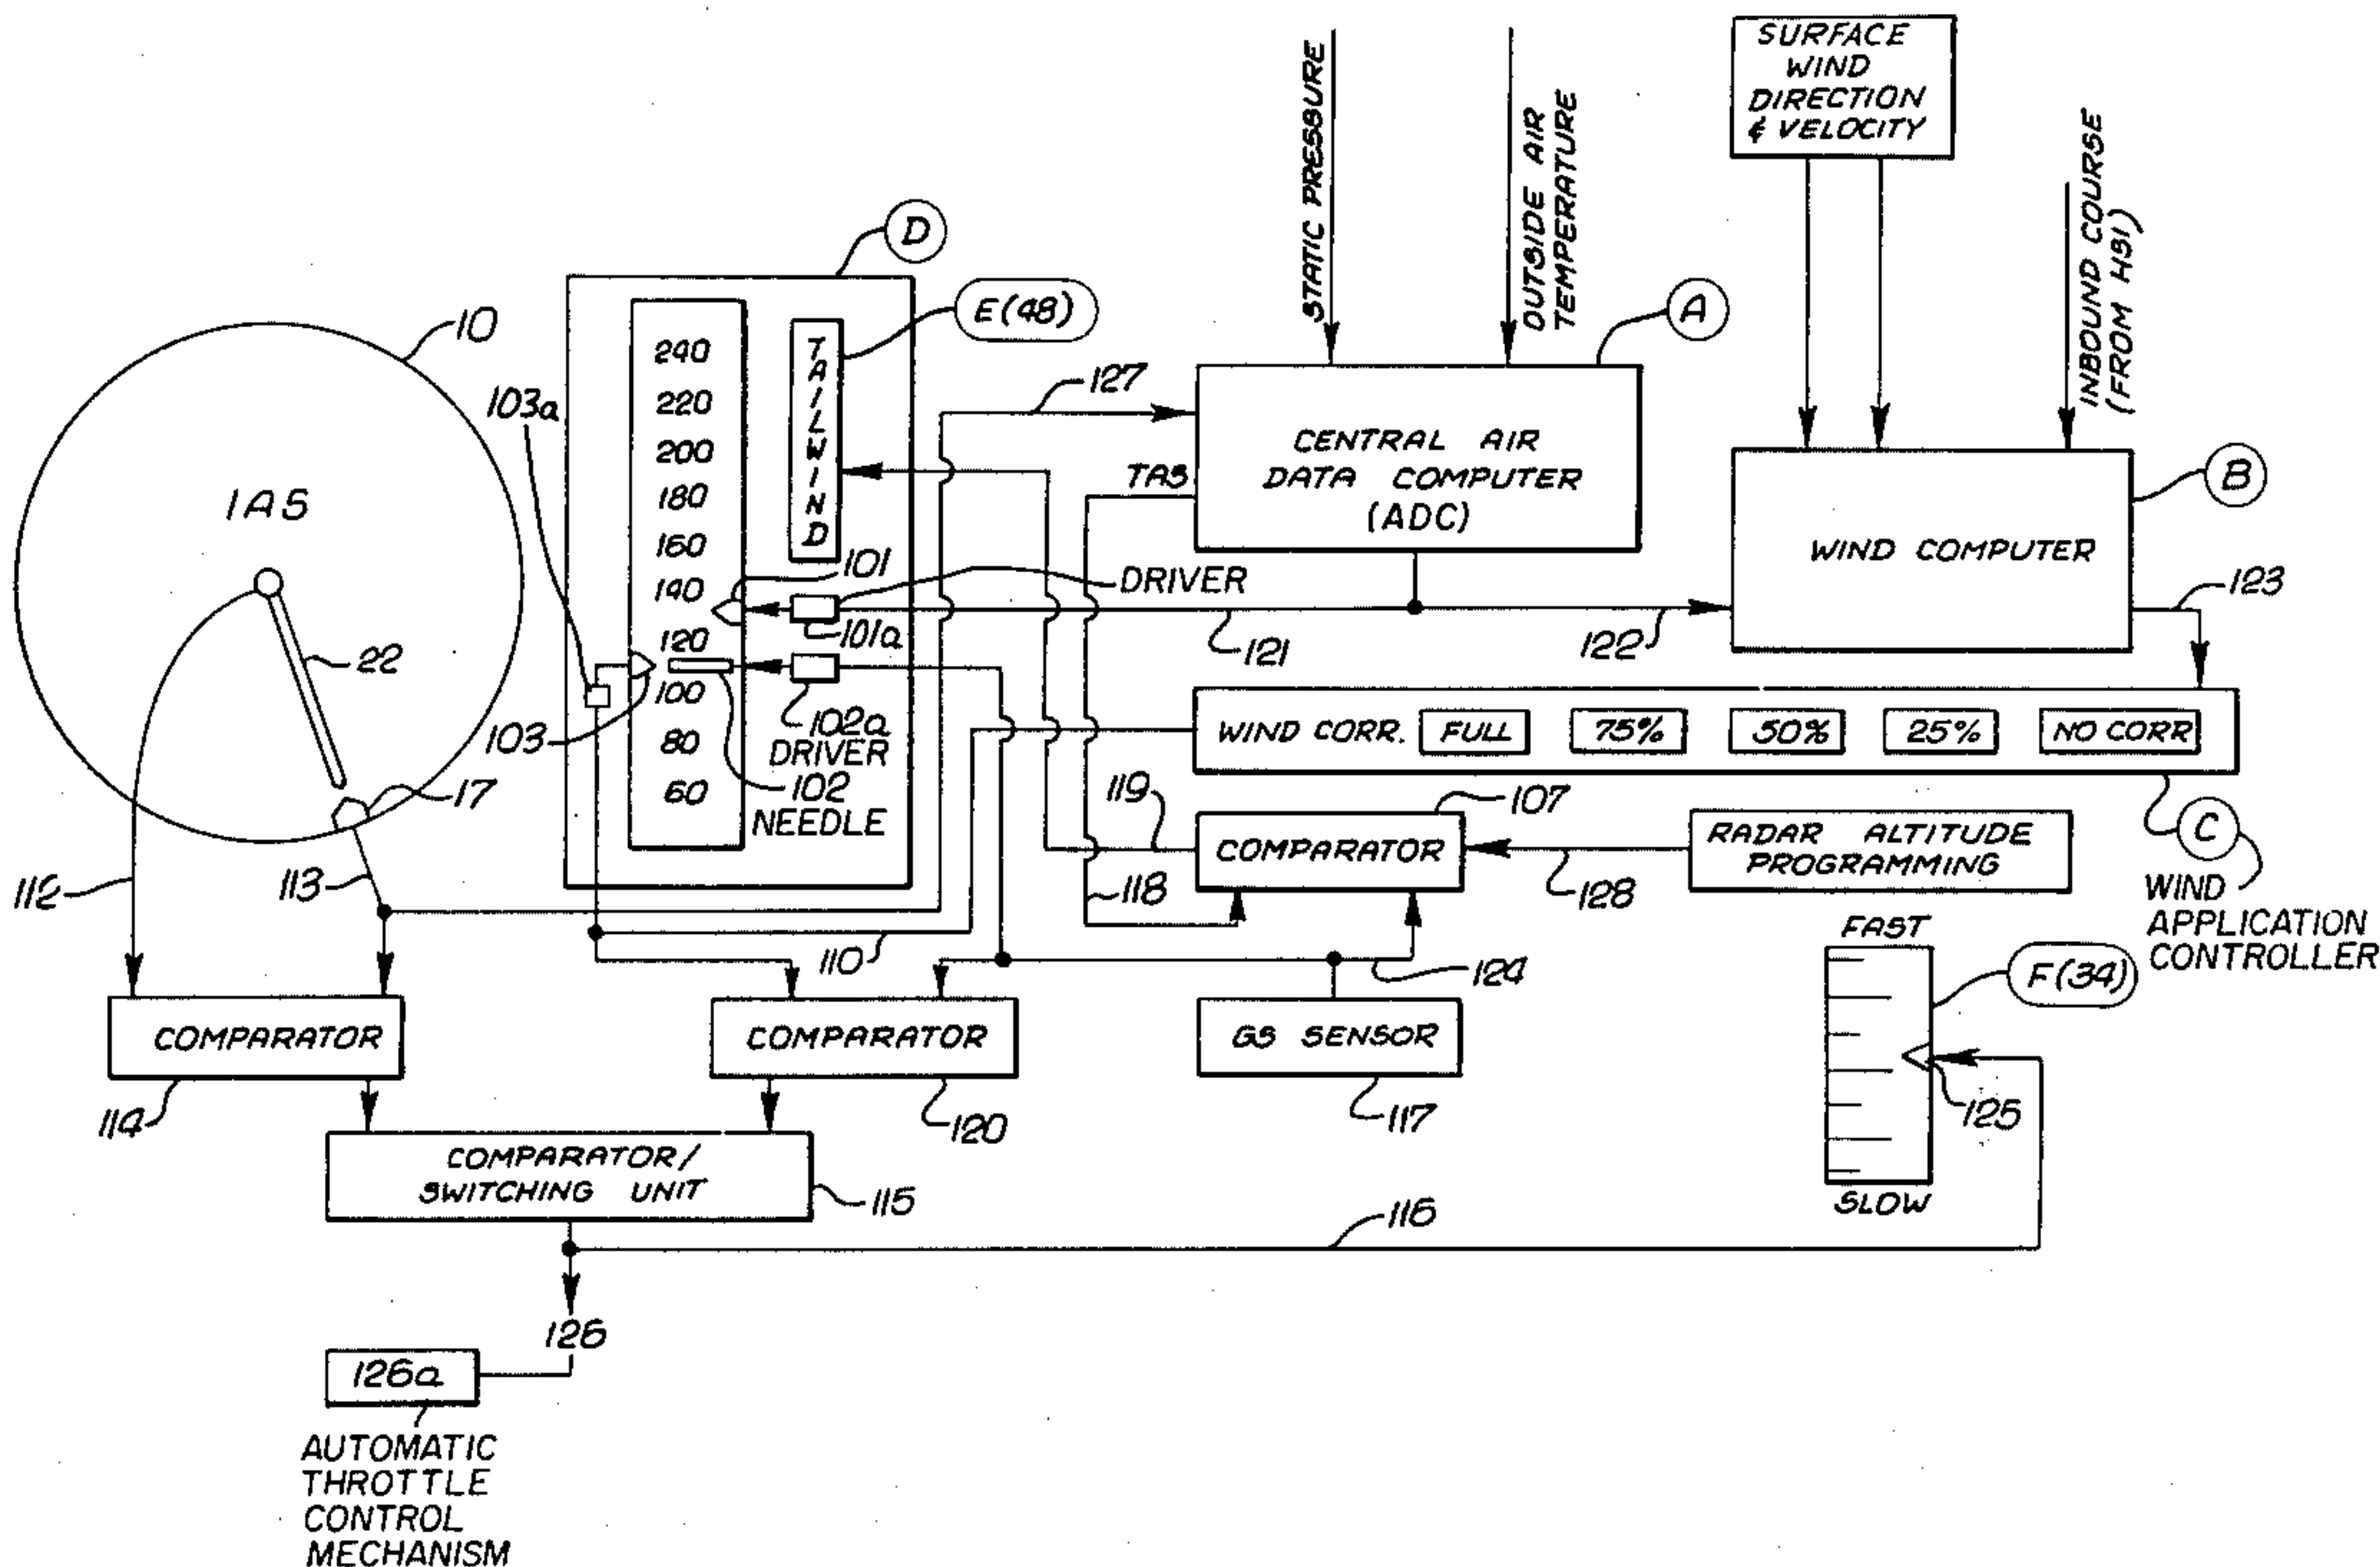 SURFACE
WIND
DIRECTION
& VELOCITY
STATIC PRESSURE
OUTSIDE AIR
TEMPERATURE
INBOUND COURSE
(FROM HSI)
D
E(48)
A
B
10
IAS
22
17
103a
240
220
200
180
160
140
120
100
80
60
TAILWIND
127
TAS
CENTRAL AIR
DATA COMPUTER
(ADC)
WIND COMPUTER
101
DRIVER
101a
121
122
123
103
102a
DRIVER
102
NEEDLE
WIND CORR.
FULL
75%
50%
25%
NO CORR
119
107
COMPARATOR
RADAR ALTITUDE
PROGRAMMING
C
WIND
APPLICATION
CONTROLLER
112
113
118
128
110
124
FAST
F(34)
125
SLOW
COMPARATOR
114
COMPARATOR
120
GS SENSOR
117
COMPARATOR/
SWITCHING UNIT
115
116
126
126a
AUTOMATIC
THROTTLE
CONTROL
MECHANISM